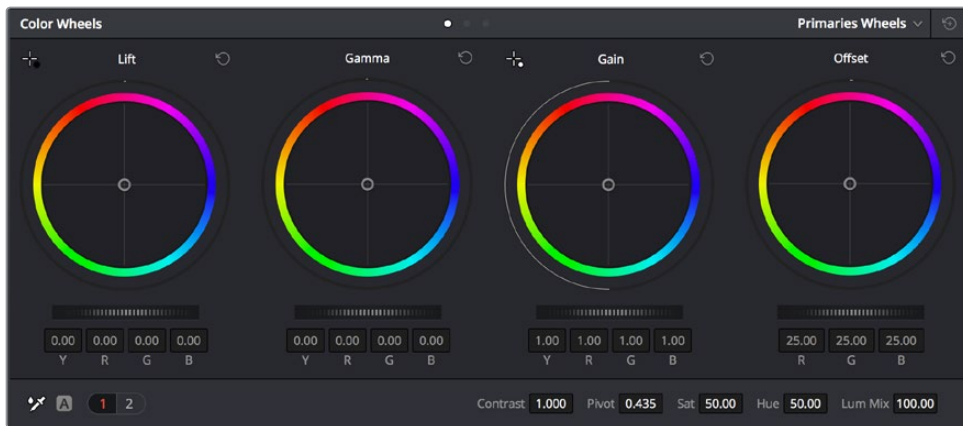 Color Wheels Primaries Wheels
Lift Gamma Gain Offset
0.00 0.00 0.00 0.00 0.00 0.00 0.00 0.00 1.00 1.00 1.00 1.00 25.00 25.00 25.00
Y R G B Y R G B Y R G B R G B
A 1 2 Contrast 1.000 Pivot 0.435 Sat 50.00 Hue 50.00 Lum Mix 100.00